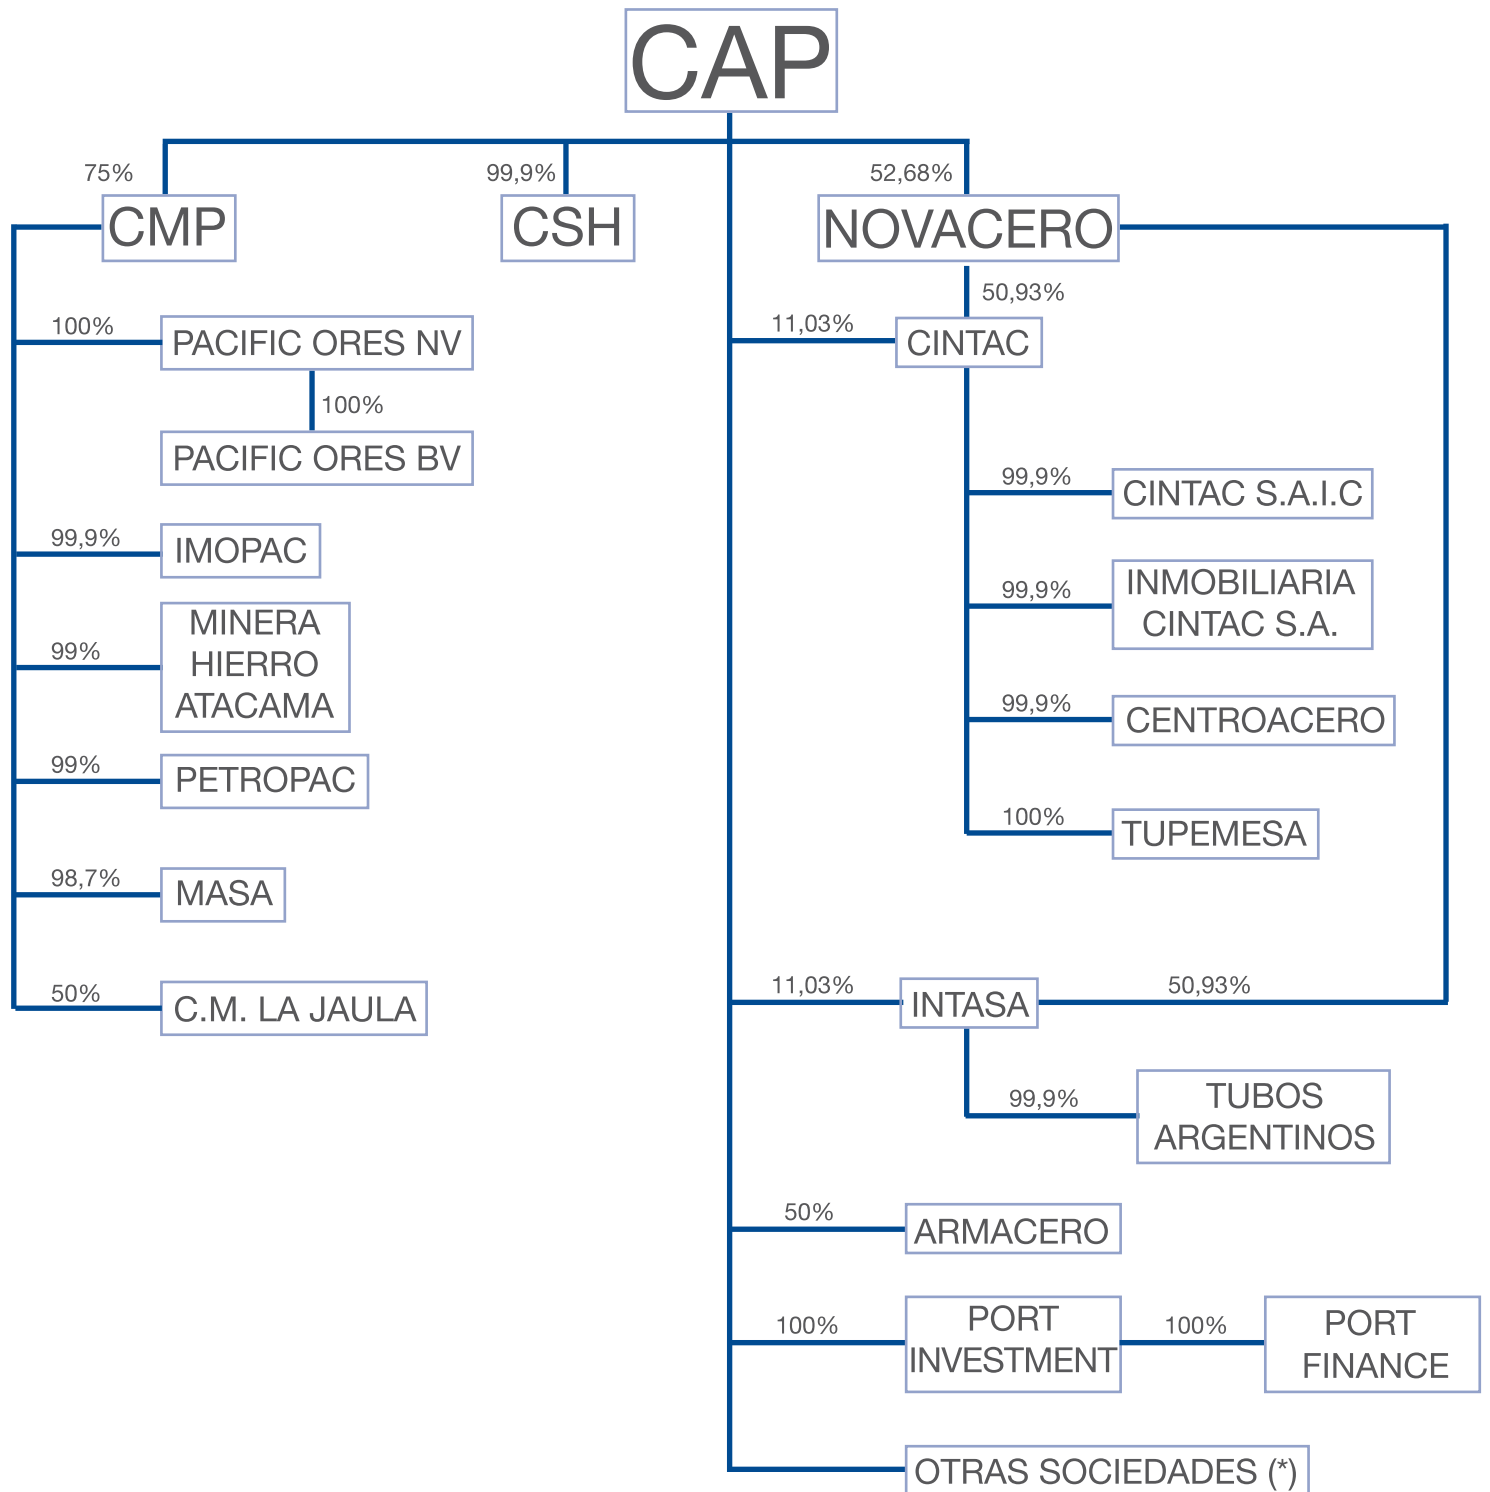 CAP
75%
99,9%
52,68%
CMP
CSH
NOVACERO
50,93%
100%
PACIFIC ORES NV
11,03%
CINTAC
100%
PACIFIC ORES BV
99,9%
CINTAC S.A.I.C
99,9%
IMOPAC
99,9%
INMOBILIARIA
CINTAC S.A.
99%
MINERA
HIERRO
ATACAMA
99,9%
CENTROACERO
99%
PETROPAC
100%
TUPEMESA
98,7%
MASA
50%
C.M. LA JAULA
11,03%
INTASA
50,93%
99,9%
TUBOS
ARGENTINOS
50%
ARMACERO
100%
PORT
INVESTMENT
100%
PORT
FINANCE
OTRAS SOCIEDADES (*)